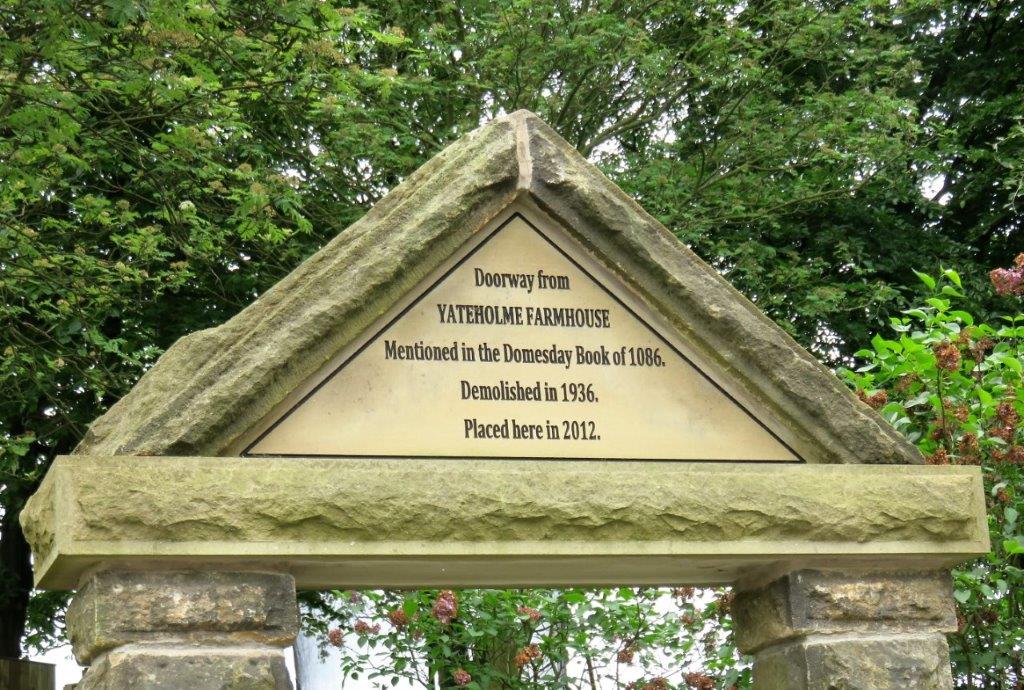 Doorway from
YATEHOLME FARMHOUSE
Mentioned in the Domesday Book of 1086.
Demolished in 1936.
Placed here in 2012.